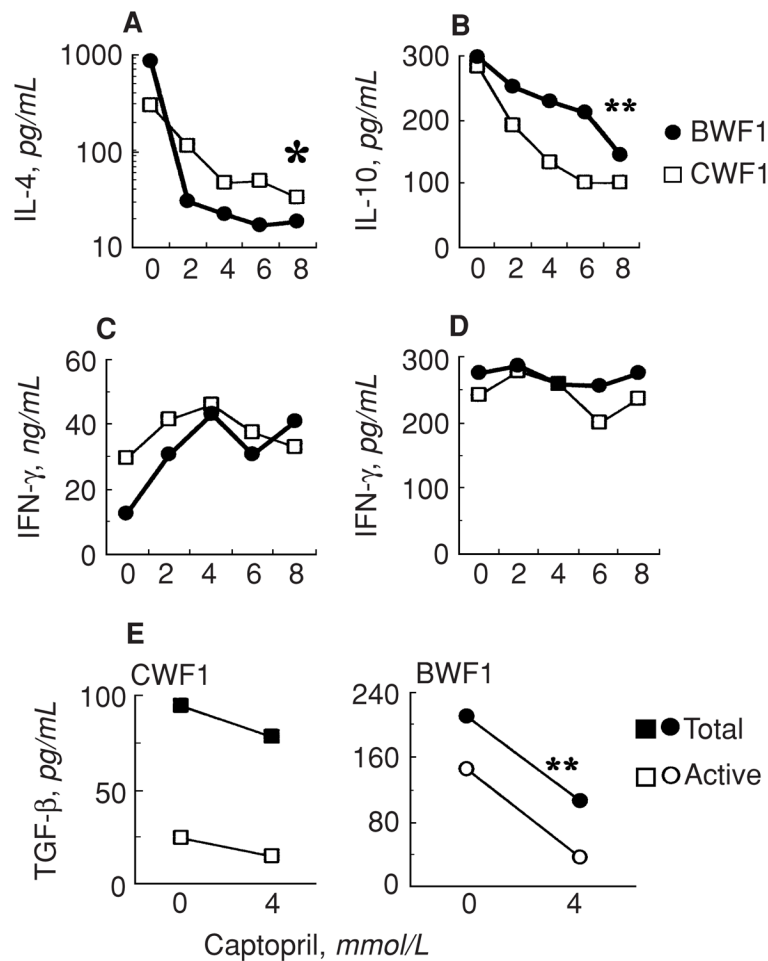 A
B
IL-4, pg/mL
1000
100
10
0 2 4 6 8
*
IL-10, pg/mL
300
200
100
0
0 2 4 6 8
**
BWF1
CWF1
C
D
IFN-γ, ng/mL
60
40
20
0
0 2 4 6 8
IFN-γ, pg/mL
300
200
100
0
0 2 4 6 8
E
CWF1
BWF1
TGF-β, pg/mL
100
50
0
0 4
240
160
80
0
0 4
**
Total
Active
Captopril, mmol/L